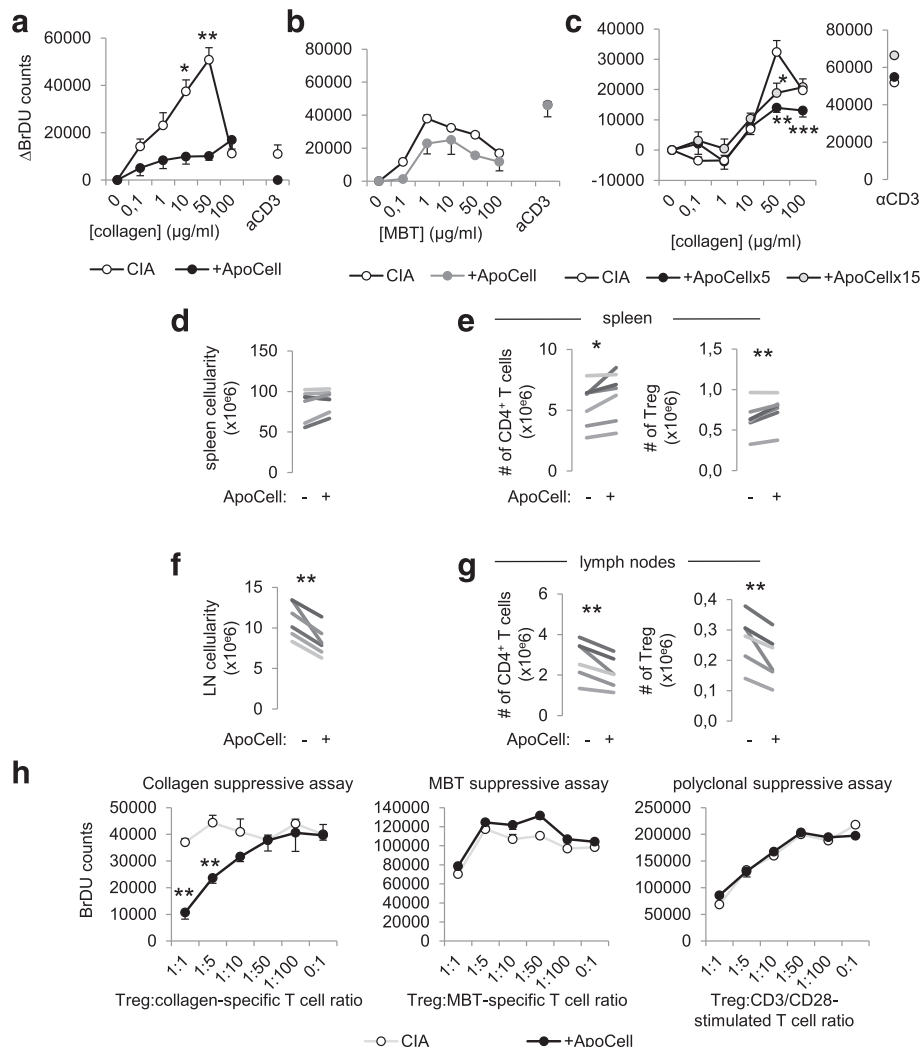 a
b
c
ΔBrDU counts
60000
50000
40000
30000
20000
10000
0
*
**
0
0,1
1
10
50
100
aCD3
[collagen] (µg/ml)
CIA
+ApoCell
80000
60000
40000
20000
0
0
0,1
1
10
50
100
aCD3
[MBT] (µg/ml)
CIA
+ApoCell
40000
30000
20000
10000
0
-10000
*
**
***
0
0,1
1
10
50
100
[collagen] (µg/ml)
80000
60000
40000
20000
0
αCD3
CIA
+ApoCellx5
+ApoCellx15
d
spleen cellularity
(x10e6)
150
100
50
0
ApoCell: - +
e
spleen
# of CD4+ T cells
(x10e6)
10
5
0
*
ApoCell: - +
# of Treg
(x10e6)
1,5
1,0
0,5
0,0
**
- +
f
LN cellularity
(x10e6)
15
10
5
0
**
ApoCell: - +
g
lymph nodes
# of CD4+ T cells
(x10e6)
6
4
2
0
**
ApoCell: - +
# of Treg
(x10e6)
0,4
0,3
0,2
0,1
0,0
**
- +
h
Collagen suppressive assay
BrDU counts
50000
40000
30000
20000
10000
0
**
**
1:1
1:5
1:10
1:50
1:100
0:1
Treg:collagen-specific T cell ratio
MBT suppressive assay
140000
120000
100000
80000
60000
40000
20000
0
1:1
1:5
1:10
1:50
1:100
0:1
Treg:MBT-specific T cell ratio
polyclonal suppressive assay
250000
200000
150000
100000
50000
0
1:1
1:5
1:10
1:50
1:100
0:1
Treg:CD3/CD28-
stimulated T cell ratio
CIA
+ApoCell